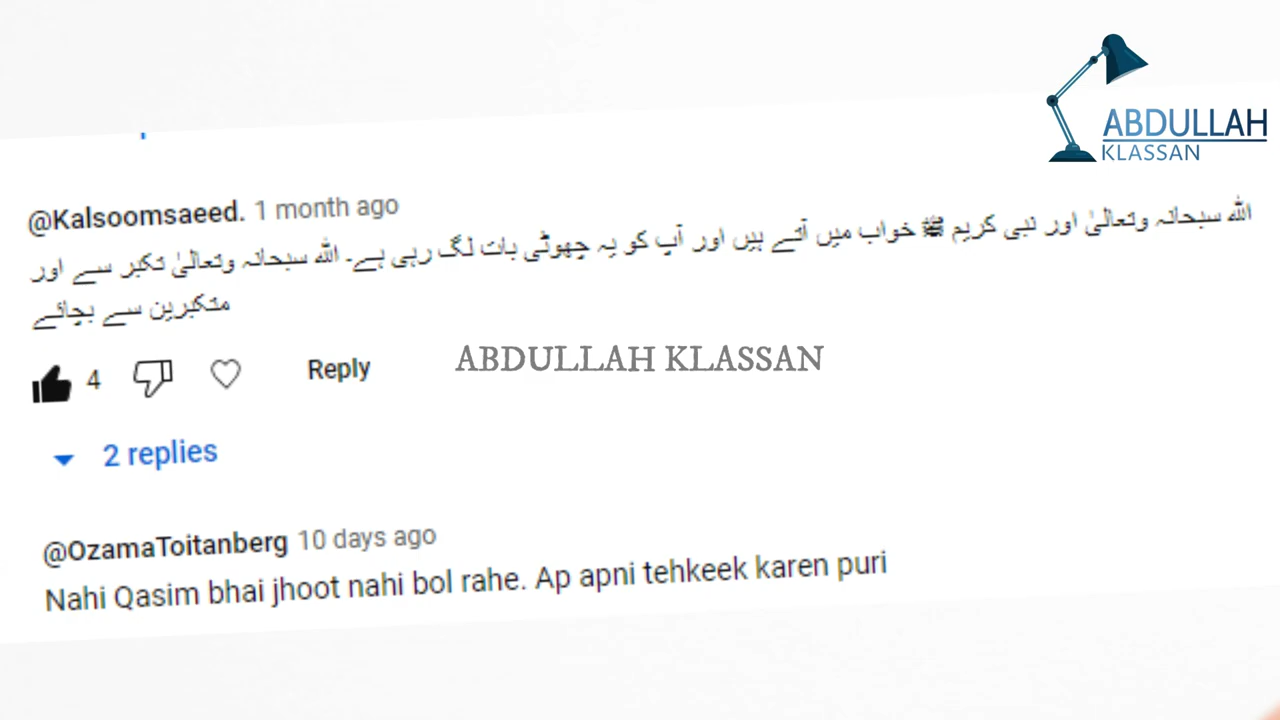 ABDULLAH
KLASSAN
@Kalsoomsaeed. 1 month ago
اللہ سبحانہ وتعالیٰ اور نبی کریم ﷺ خواب میں آتے ہیں اور آپ کو یہ چھوٹی بات لگ رہی ہے۔ اللہ سبحانہ وتعالیٰ تکبر سے اور
متکبرین سے بچائے
4 Reply
ABDULLAH KLASSAN
2 replies
@OzamaToitanberg 10 days ago
Nahi Qasim bhai jhoot nahi bol rahe. Ap apni tehkeek karen puri